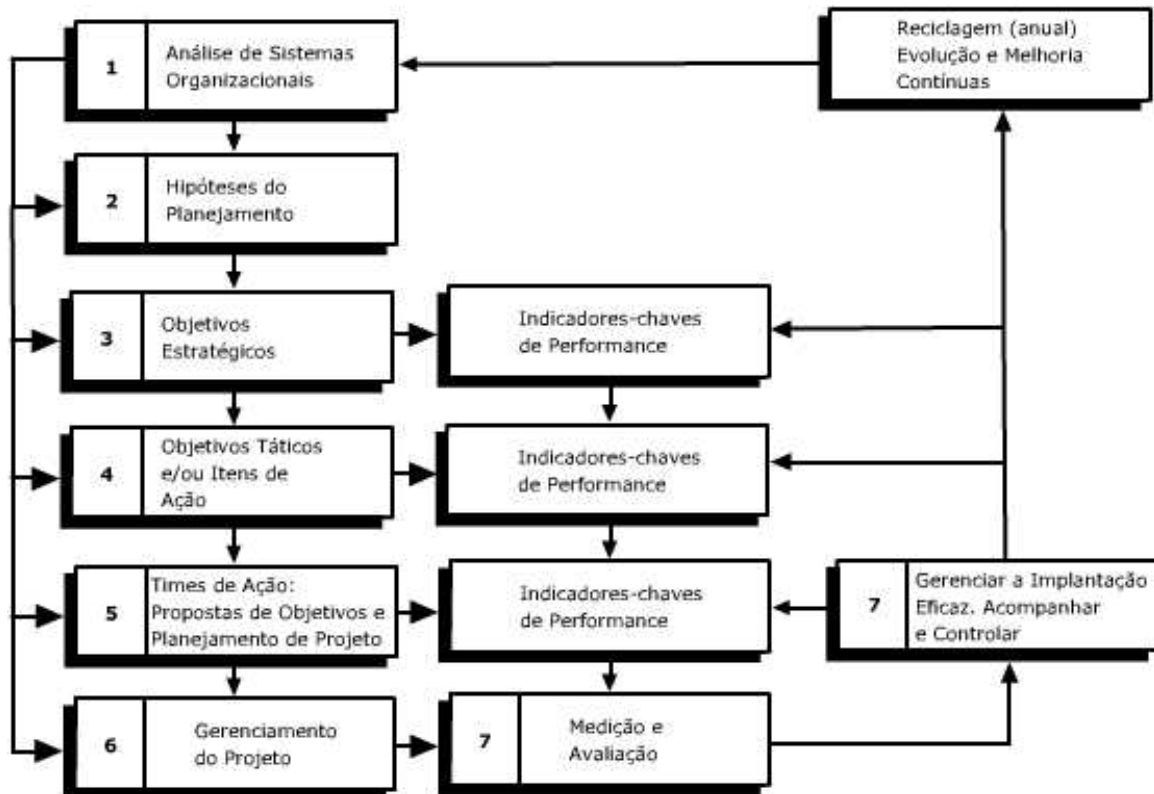 1
Análise de Sistemas
Organizacionais
Reciclagem (anual)
Evolução e Melhoria
Contínuas
2
Hipóteses do
Planejamento
3
Objetivos
Estratégicos
Indicadores-chaves
de Performance
4
Objetivos Táticos
e/ou Itens de
Ação
Indicadores-chaves
de Performance
5
Times de Ação:
Propostas de Objetivos e
Planejamento de Projeto
Indicadores-chaves
de Performance
7
Gerenciar a Implantação
Eficaz. Acompanhar
e Controlar
6
Gerenciamento
do Projeto
7
Medição e
Avaliação